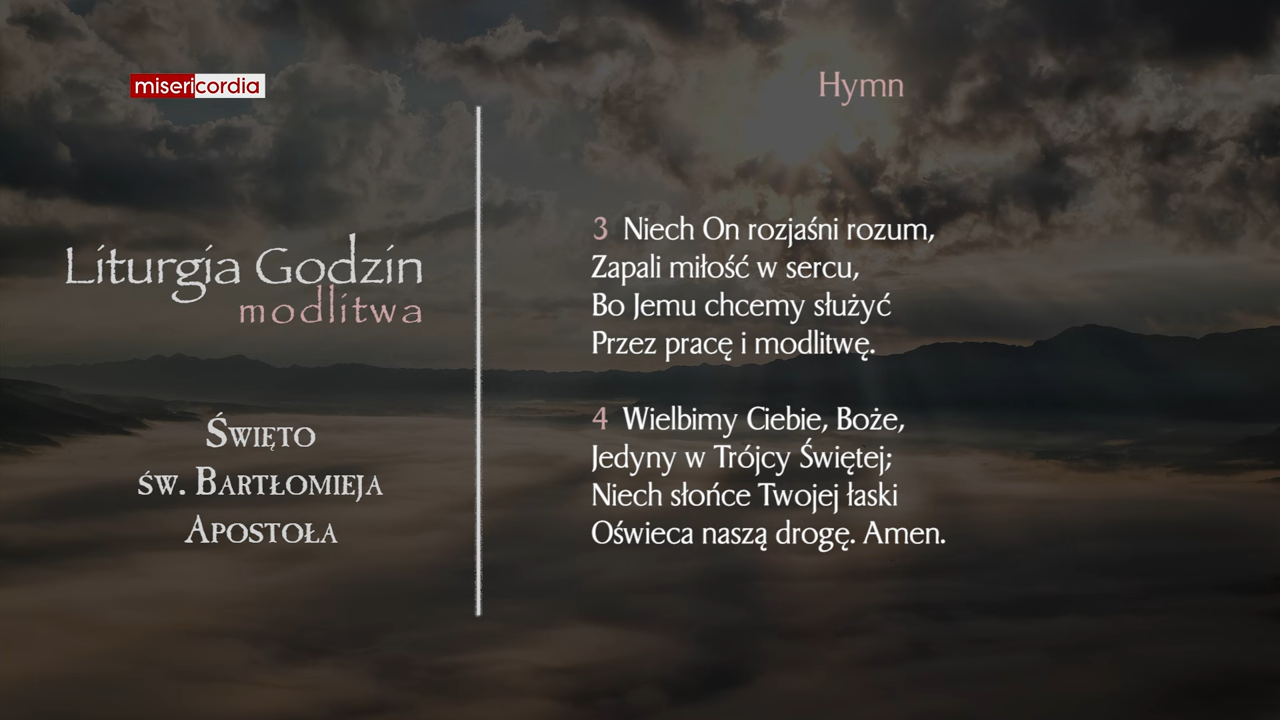 misericordia
Liturgia Godzin
modlitwa
Święto
św. Bartłomieja
Apostoła
Hymn
3 Niech On rozjaśni rozum,
Zapali miłość w sercu,
Bo Jemu chcemy służyć
Przez pracę i modlitwę.
4 Wielbimy Ciebie, Boże,
Jedyny w Trójcy Świętej;
Niech słońce Twojej łaski
Oświeca naszą drogę. Amen.